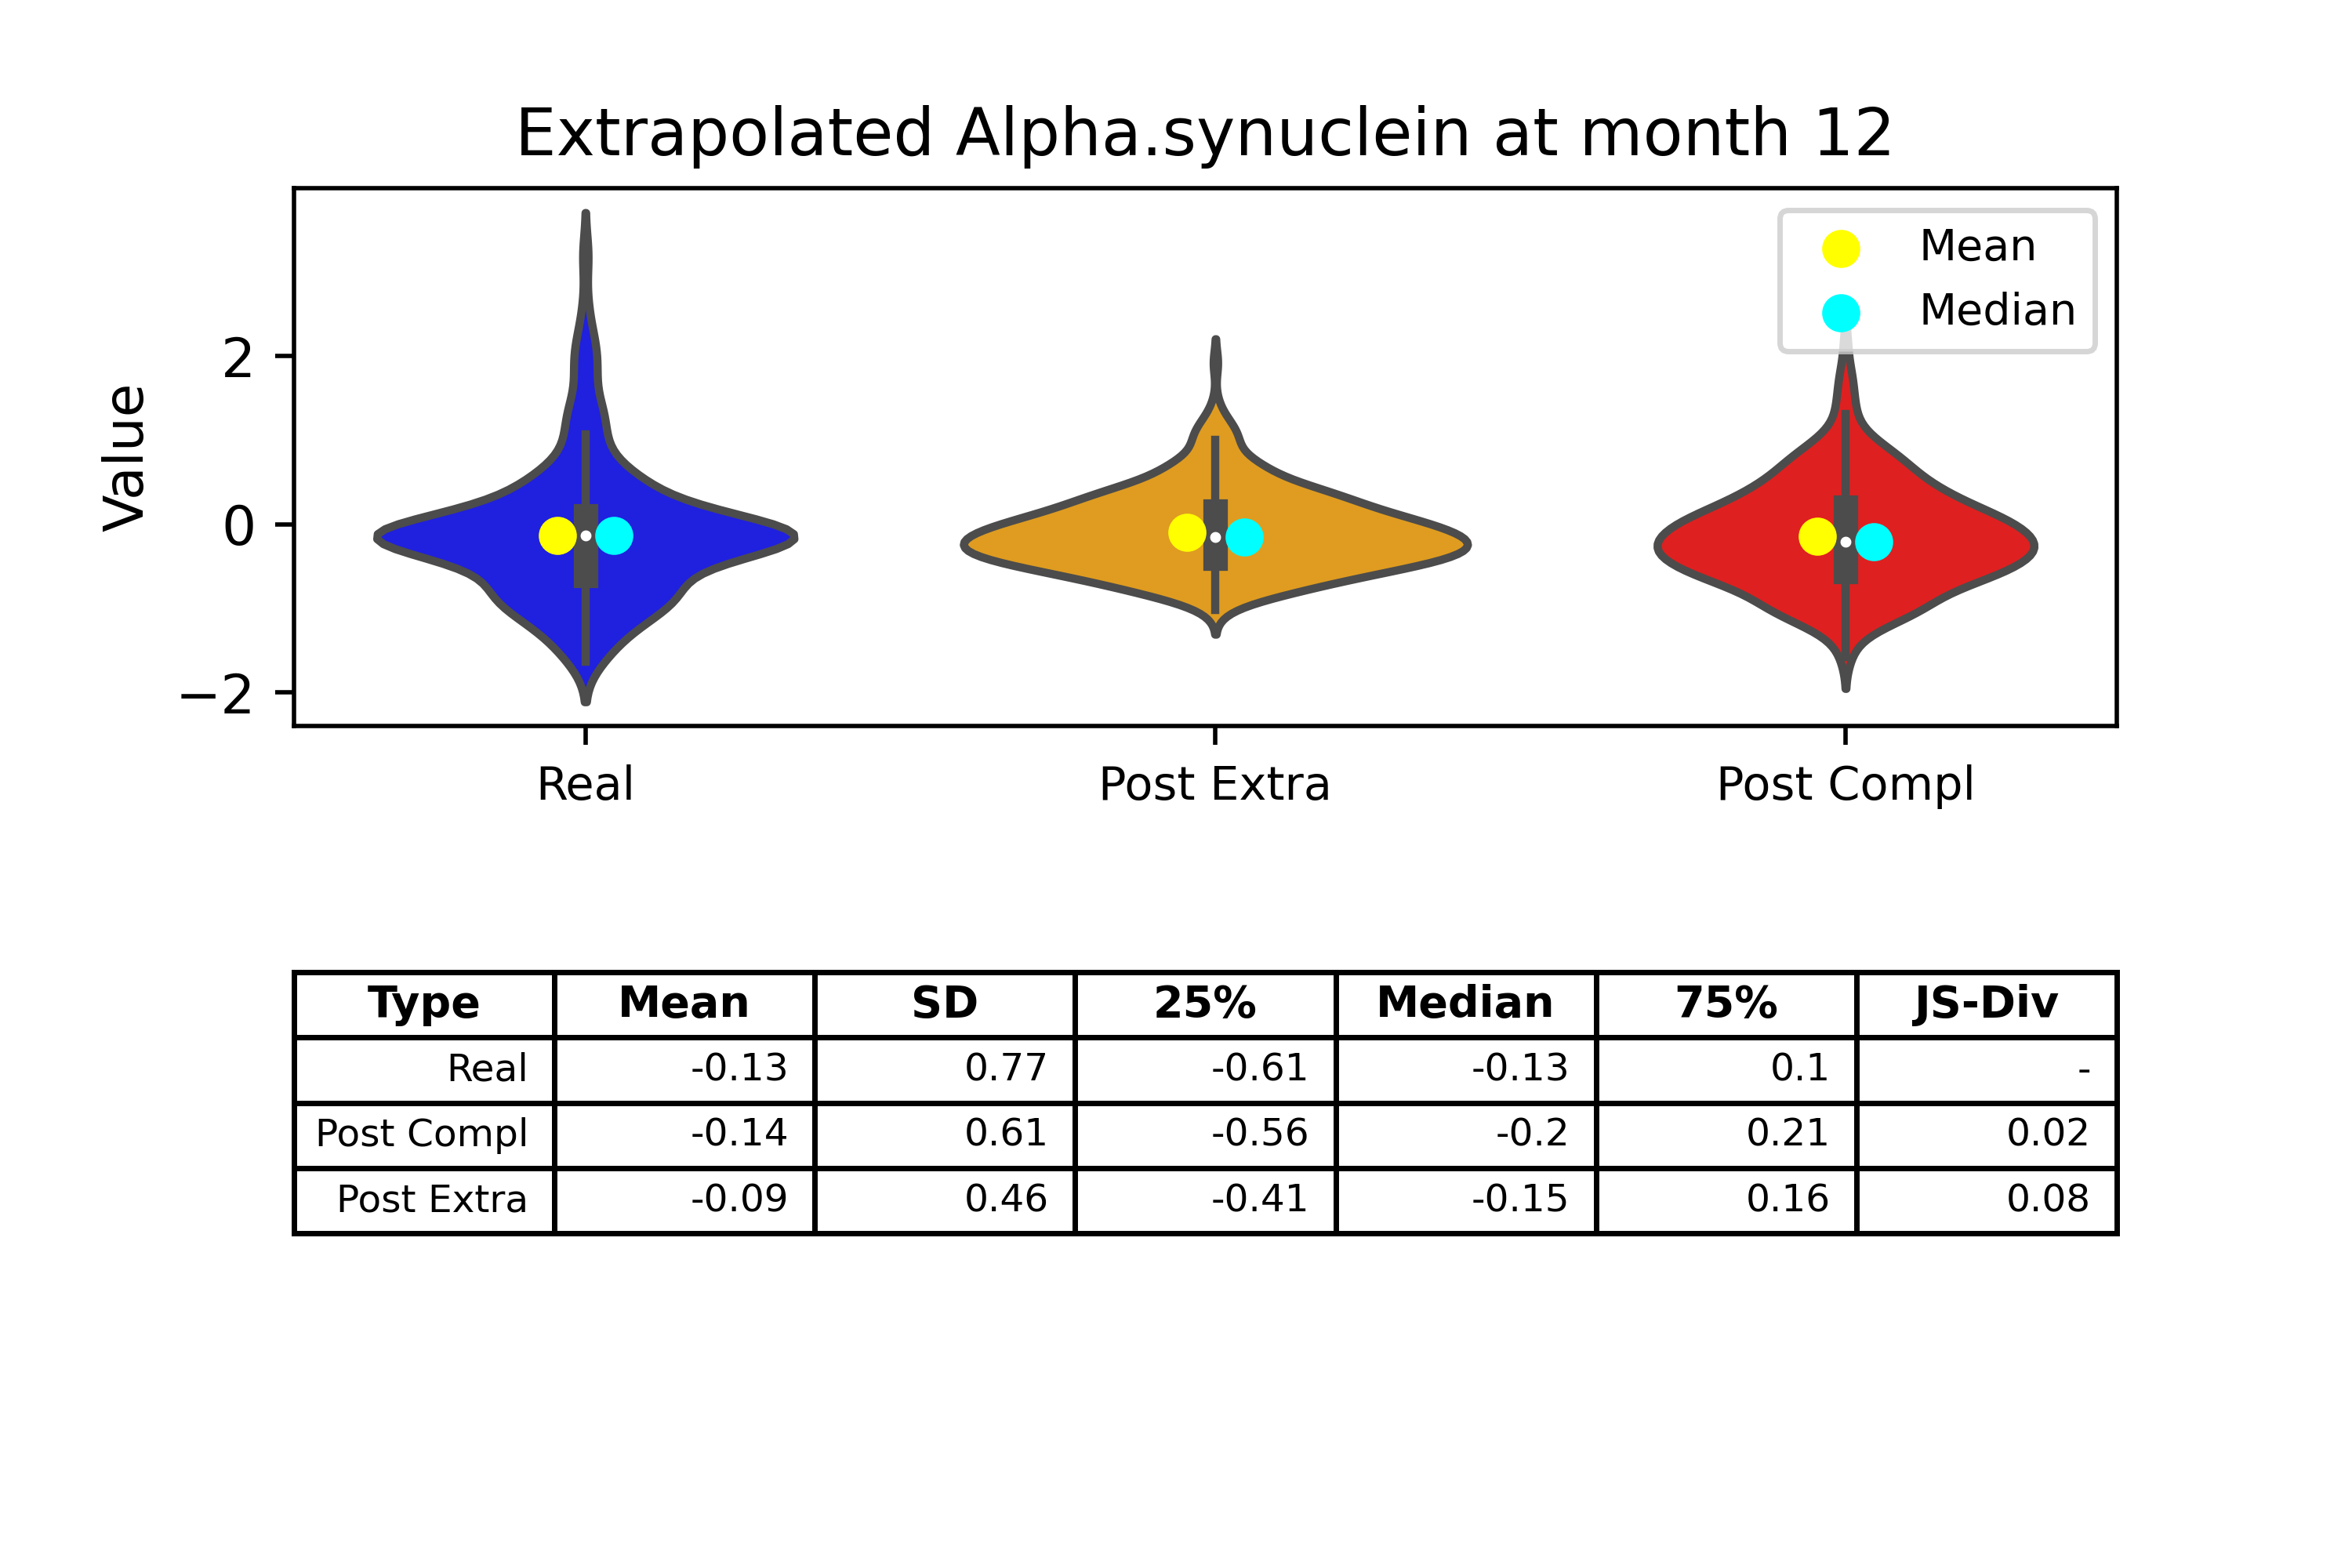 Extrapolated Alpha.synuclein at month 12
Mean
Median
Value
2
0
−2
Real Post Extra Post Compl
Type Mean SD 25% Median 75% JS-Div
Real -0.13 0.77 -0.61 -0.13 0.1 -
Post Compl -0.14 0.61 -0.56 -0.2 0.21 0.02
Post Extra -0.09 0.46 -0.41 -0.15 0.16 0.08